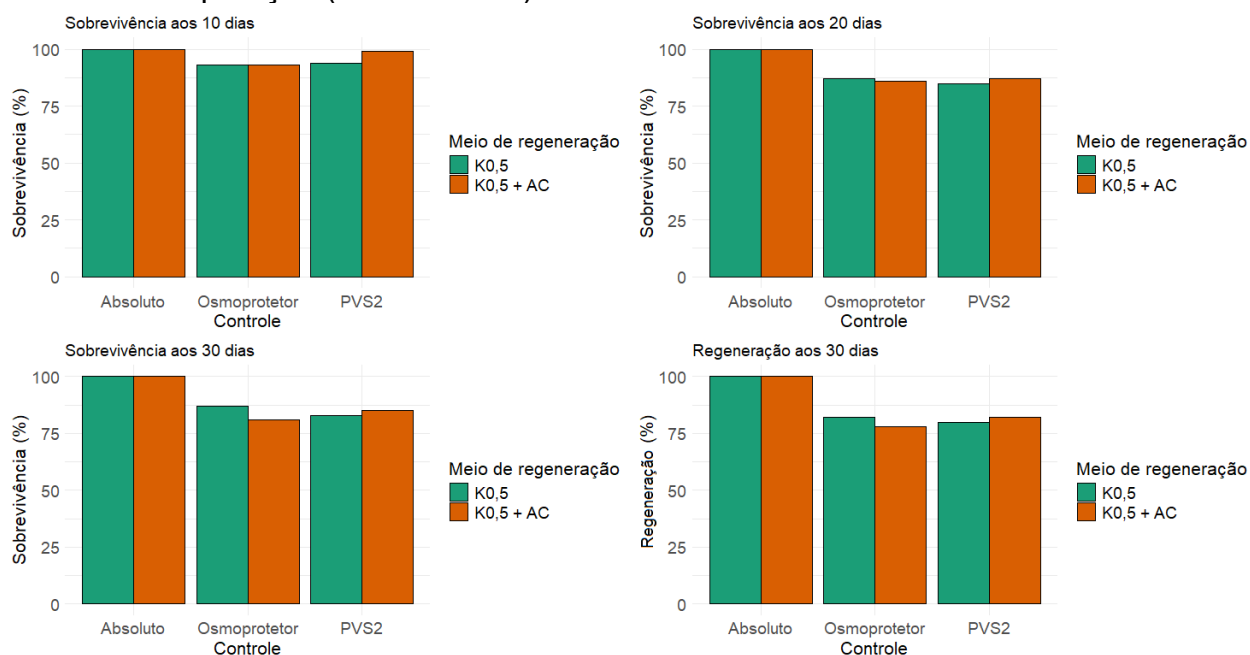 Sobrevivência aos 10 dias
100
75
50
25
0
Sobrevivência (%)
Absoluto Osmoprotetor PVS2
Controle
Meio de regeneração
K0,5
K0,5 + AC
Sobrevivência aos 20 dias
100
75
50
25
0
Sobrevivência (%)
Absoluto Osmoprotetor PVS2
Controle
Meio de regeneração
K0,5
K0,5 + AC
Sobrevivência aos 30 dias
100
75
50
25
0
Sobrevivência (%)
Absoluto Osmoprotetor PVS2
Controle
Meio de regeneração
K0,5
K0,5 + AC
Regeneração aos 30 dias
100
75
50
25
0
Regeneração (%)
Absoluto Osmoprotetor PVS2
Controle
Meio de regeneração
K0,5
K0,5 + AC